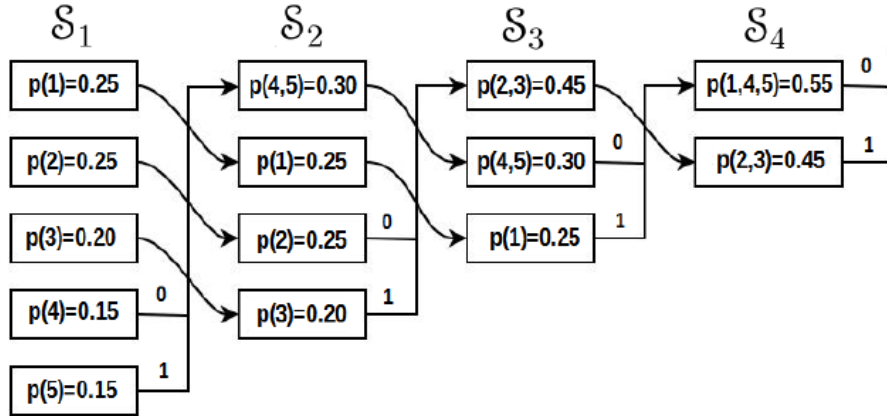 S₁ S₂ S₃ S₄
p(1)=0.25 p(4,5)=0.30 p(2,3)=0.45 p(1,4,5)=0.55 0
p(2)=0.25 p(1)=0.25 p(4,5)=0.30 0 p(2,3)=0.45 1
p(3)=0.20 p(2)=0.25 0 p(1)=0.25 1
p(4)=0.15 0 p(3)=0.20 1
p(5)=0.15 1